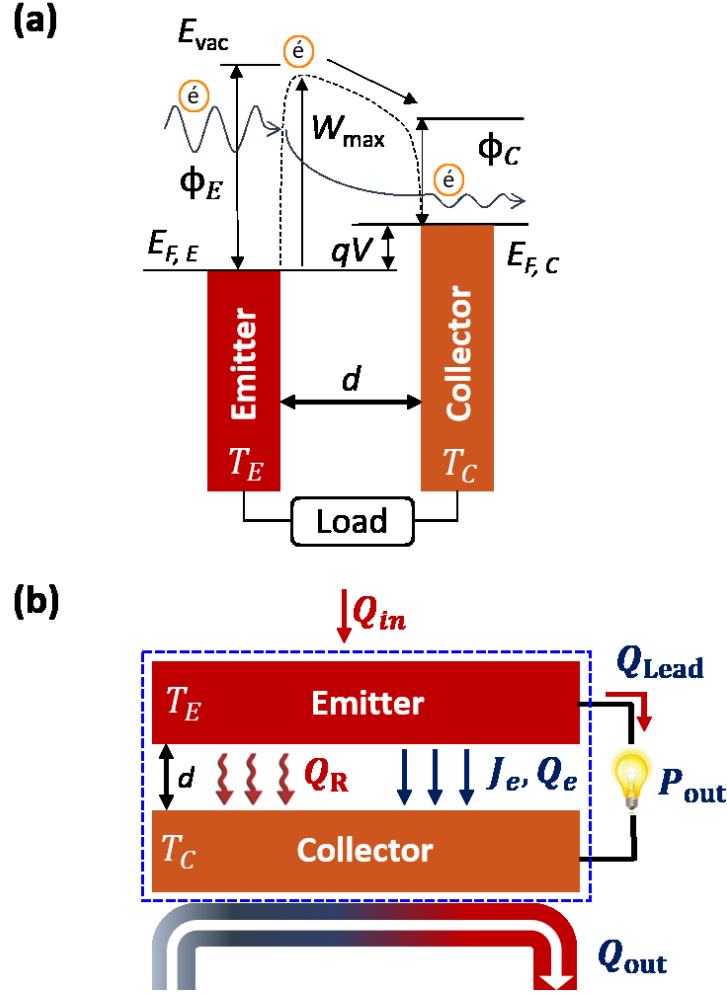 (a)
E_vac
é
é
W_max
ϕ_E
ϕ_C
é
E_F, E
qV
E_F, C
Emitter
d
Collector
T_E
T_C
Load
(b)
Q_in
Q_Lead
T_E
Emitter
d
Q_R
J_e, Q_e
P_out
T_C
Collector
Q_out